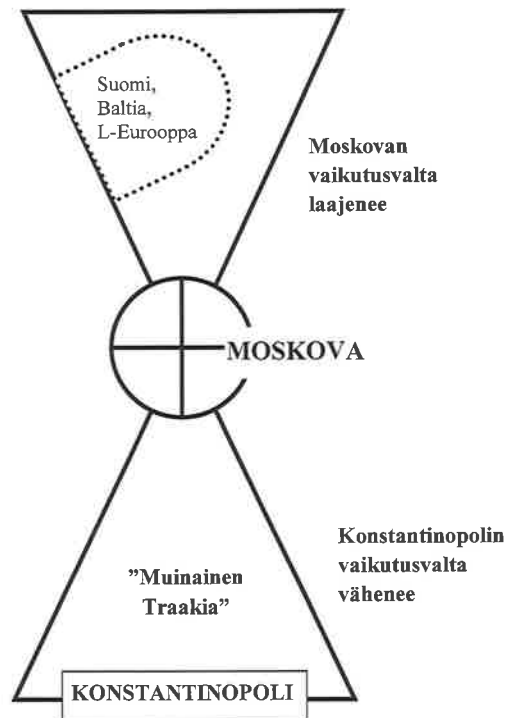 Suomi,
Baltia,
L-Eurooppa
Moskovan
vaikutusvalta
laajenee
MOSKOVA
Konstantinopolin
vaikutusvalta
vähenee
”Muinainen
Traakia”
KONSTANTINOPOLI